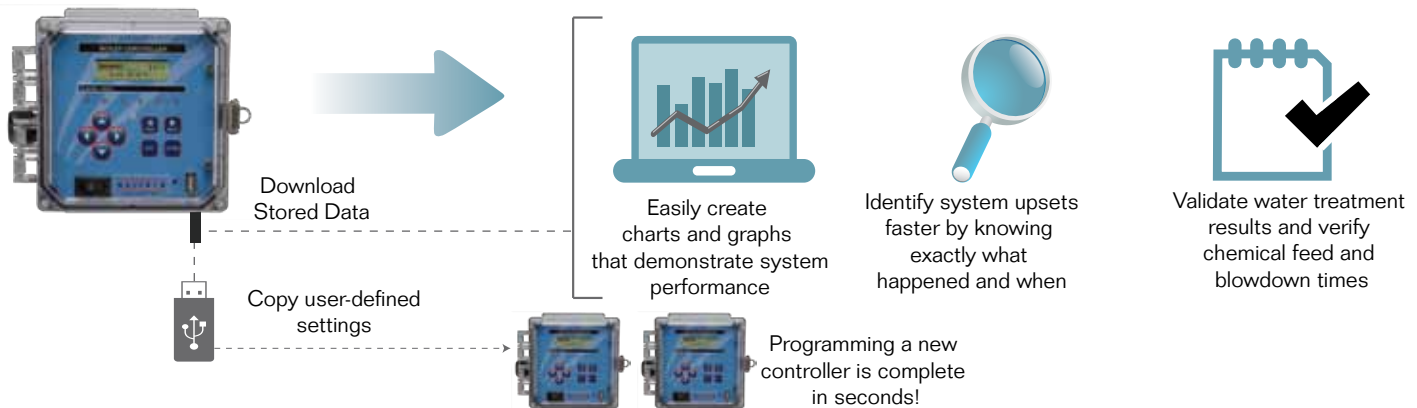 BOILER CONTROLLER
Download
Stored Data
Easily create
charts and graphs
that demonstrate system
performance
Identify system upsets
faster by knowing
exactly what
happened and when
Validate water treatment
results and verify
chemical feed and
blowdown times
Copy user-defined
settings
Programming a new
controller is complete
in seconds!